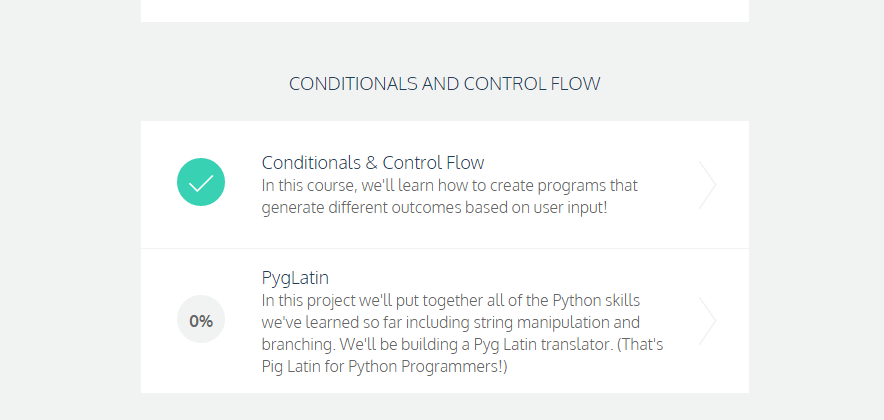 CONDITIONALS AND CONTROL FLOW
Conditionals & Control Flow
In this course, we'll learn how to create programs that
generate different outcomes based on user input!
PygLatin
0%
In this project we'll put together all of the Python skills
we've learned so far including string manipulation and
branching. We'll be building a Pyg Latin translator. (That's
Pig Latin for Python Programmers!)